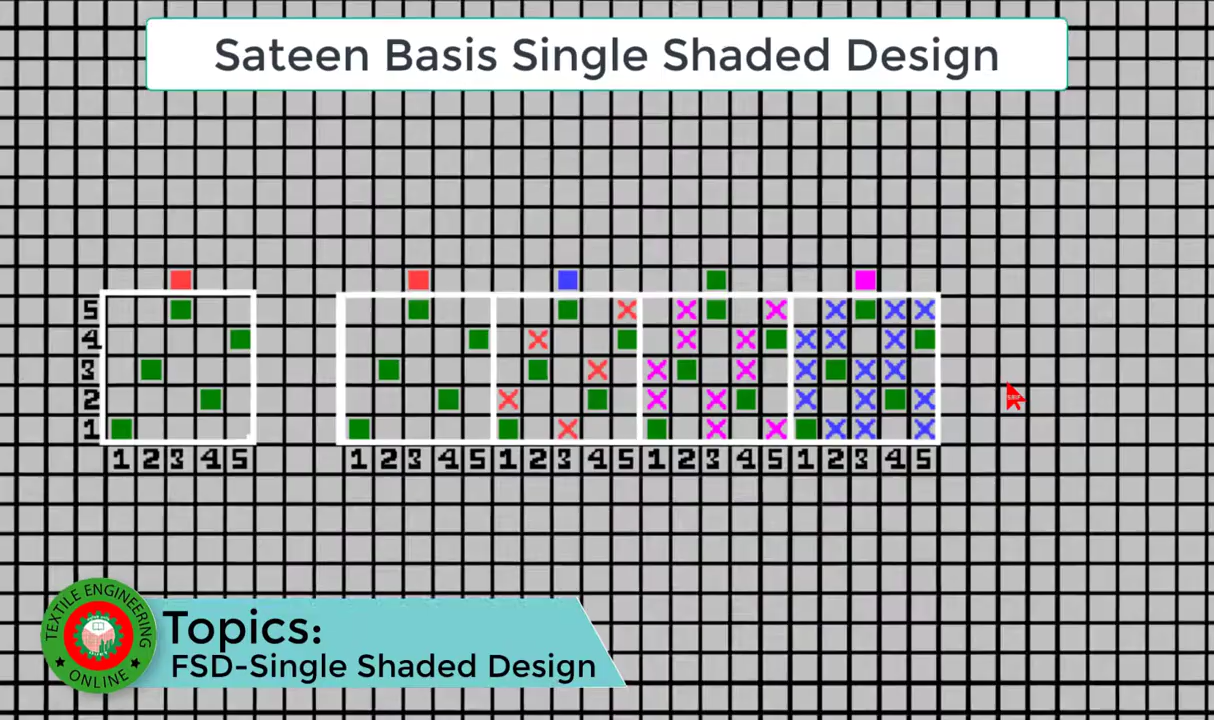 Sateen Basis Single Shaded Design
5
4
3
2
1
1 2 3 4 5
1 2 3 4 5 1 2 3 4 5 1 2 3 4 5 1 2 3 4 5
TEXTILE ENGINEERING
ONLINE
Topics:
FSD-Single Shaded Design